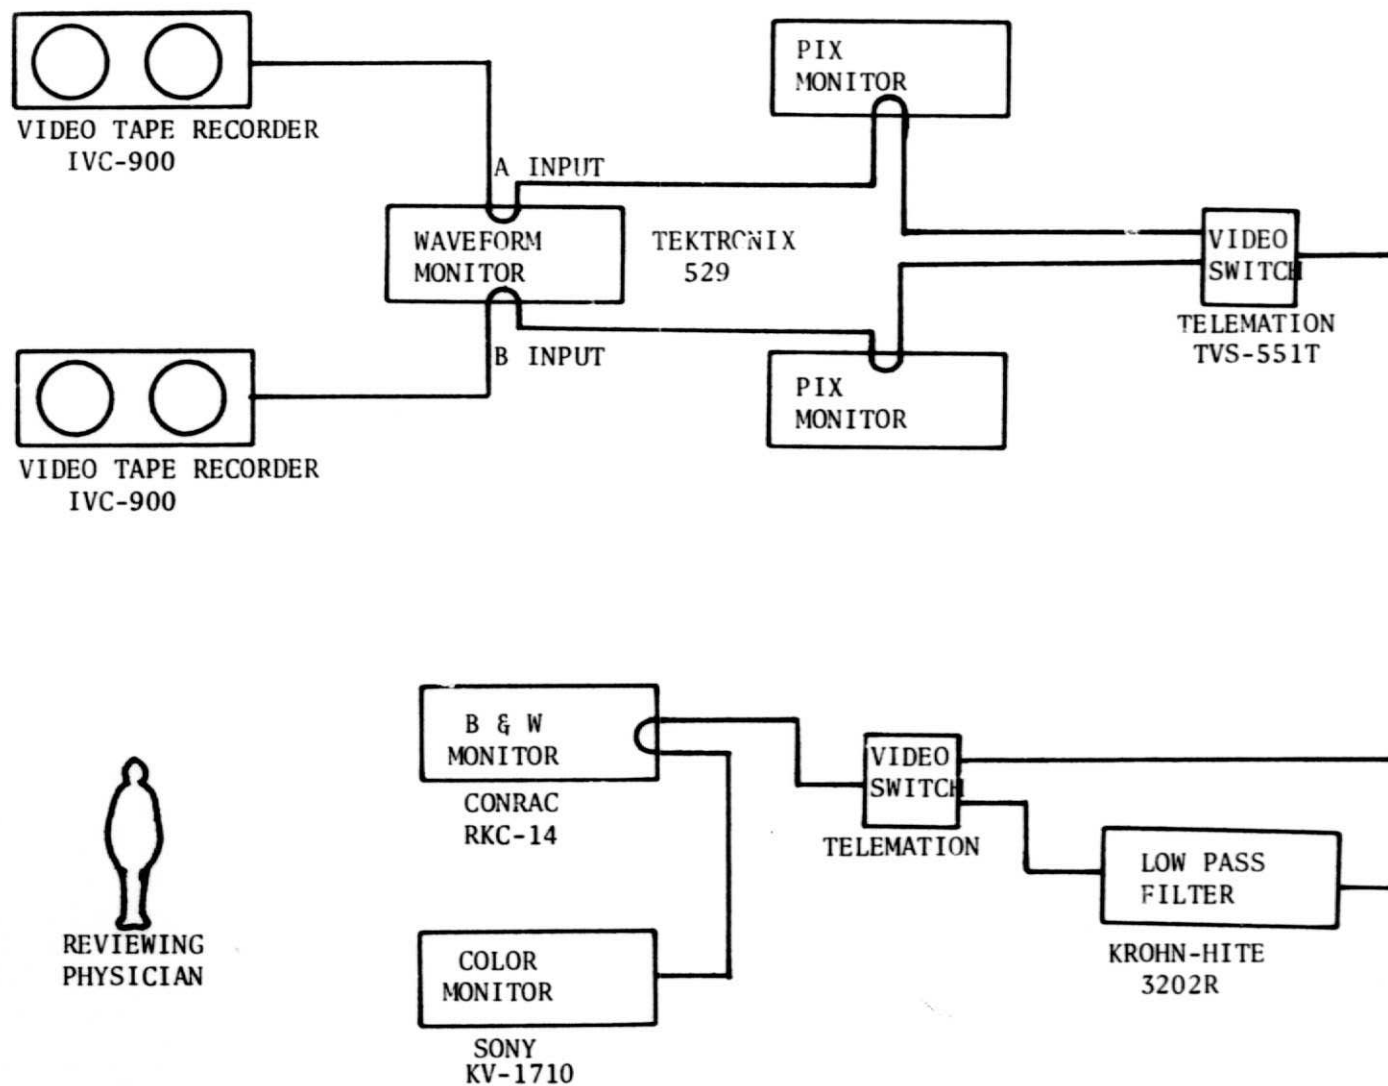 VIDEO TAPE RECORDER
IVC-900
PIX
MONITOR
A INPUT
WAVEFORM
MONITOR
TEKTRONIX
529
B INPUT
VIDEO
SWITCH
TELEMATION
TVS-551T
PIX
MONITOR
VIDEO TAPE RECORDER
IVC-900
B & W
MONITOR
CONRAC
RKC-14
VIDEO
SWITCH
TELEMATION
LOW PASS
FILTER
KROHN-HITE
3202R
REVIEWING
PHYSICIAN
COLOR
MONITOR
SONY
KV-1710